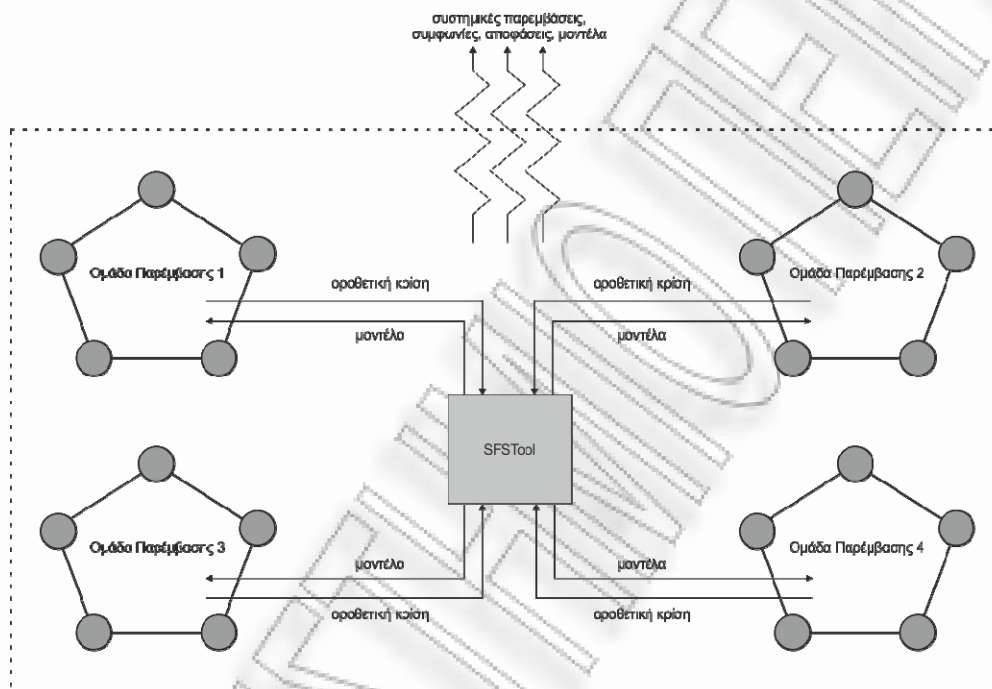 συστημικές παρεμβάσεις,
συμφωνίες, αποφάσεις, μοντέλα
Ομάδα Παρέμβασης 1
Ομάδα Παρέμβασης 2
οροθετική κρίση
οροθετική κρίση
μοντέλο
μοντέλα
SFSTool
Ομάδα Παρέμβασης 3
Ομάδα Παρέμβασης 4
μοντέλο
μοντέλα
οροθετική κρίση
οροθετική κρίση